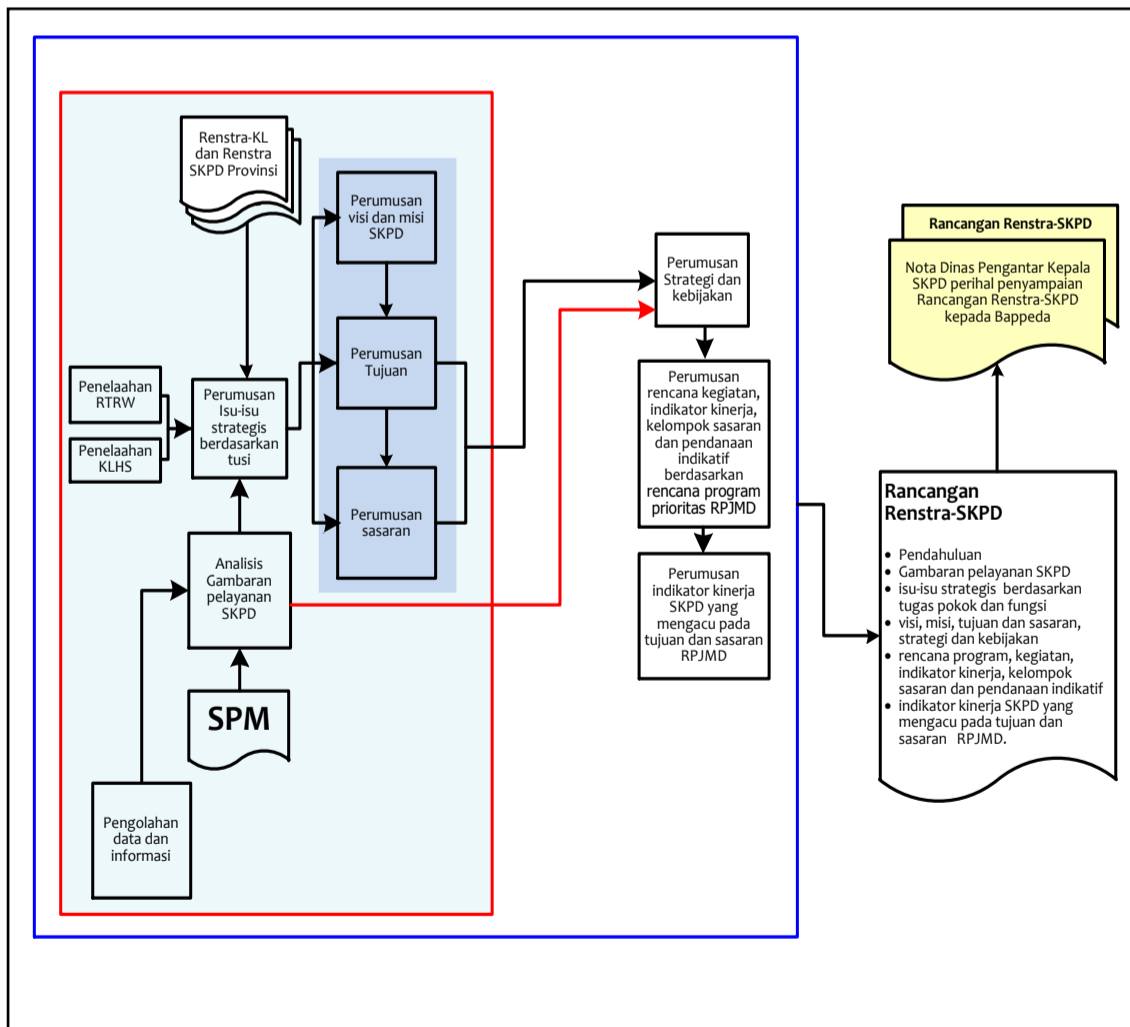 Renstra-KL
dan Renstra
SKPD Provinsi
Perumusan
visi dan misi
SKPD
Perumusan
Tujuan
Perumusan
sasaran
Penelaahan
RTRW
Penelaahan
KLHS
Perumusan
Isu-isu
strategis
berdasarkan
tusi
Analisis
Gambaran
pelayanan
SKPD
SPM
Pengolahan
data dan
informasi
Perumusan
Strategi dan
kebijakan
Perumusan
rencana kegiatan,
indikator kinerja,
kelompok sasaran
dan pendanaan
indikatif
berdasarkan
rencana program
prioritas RPJMD
Perumusan
indikator kinerja
SKPD yang
mengacu pada
tujuan dan sasaran
RPJMD
Rancangan Renstra-SKPD
Nota Dinas Pengantar Kepala
SKPD perihal penyampaian
Rancangan Renstra-SKPD
kepada Bappeda
Rancangan
Renstra-SKPD
• Pendahuluan
• Gambaran pelayanan SKPD
• isu-isu strategis berdasarkan
tugas pokok dan fungsi
• visi, misi, tujuan dan sasaran,
strategi dan kebijakan
• rencana program, kegiatan,
indikator kinerja, kelompok
sasaran dan pendanaan indikatif
• indikator kinerja SKPD yang
mengacu pada tujuan dan
sasaran RPJMD.